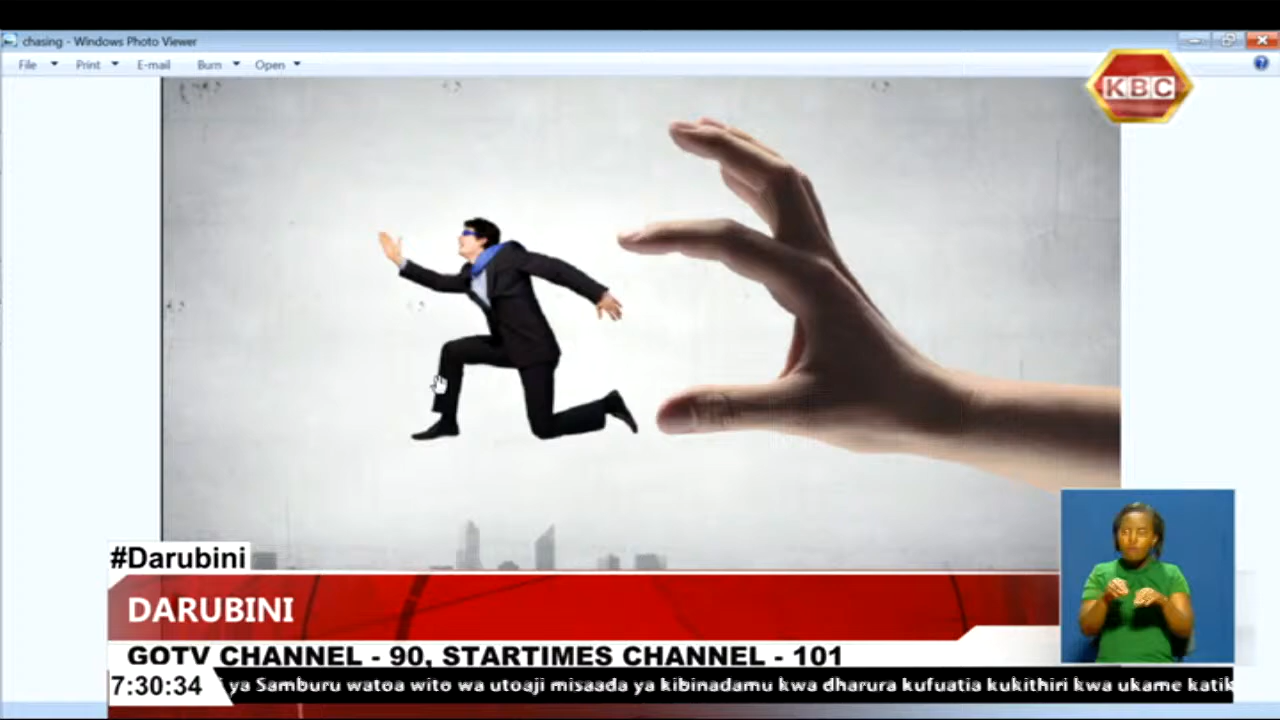 chasing - Windows Photo Viewer
File Print E-mail Burn Open
KBC
#Darubini
DARUBINI
GOTV CHANNEL - 90, STARTIMES CHANNEL - 101
7:30:34 ya Samburu watoa wito wa utoaji misaada ya kibinadamu kwa dharura kufuatia kukithiri kwa ukame katik